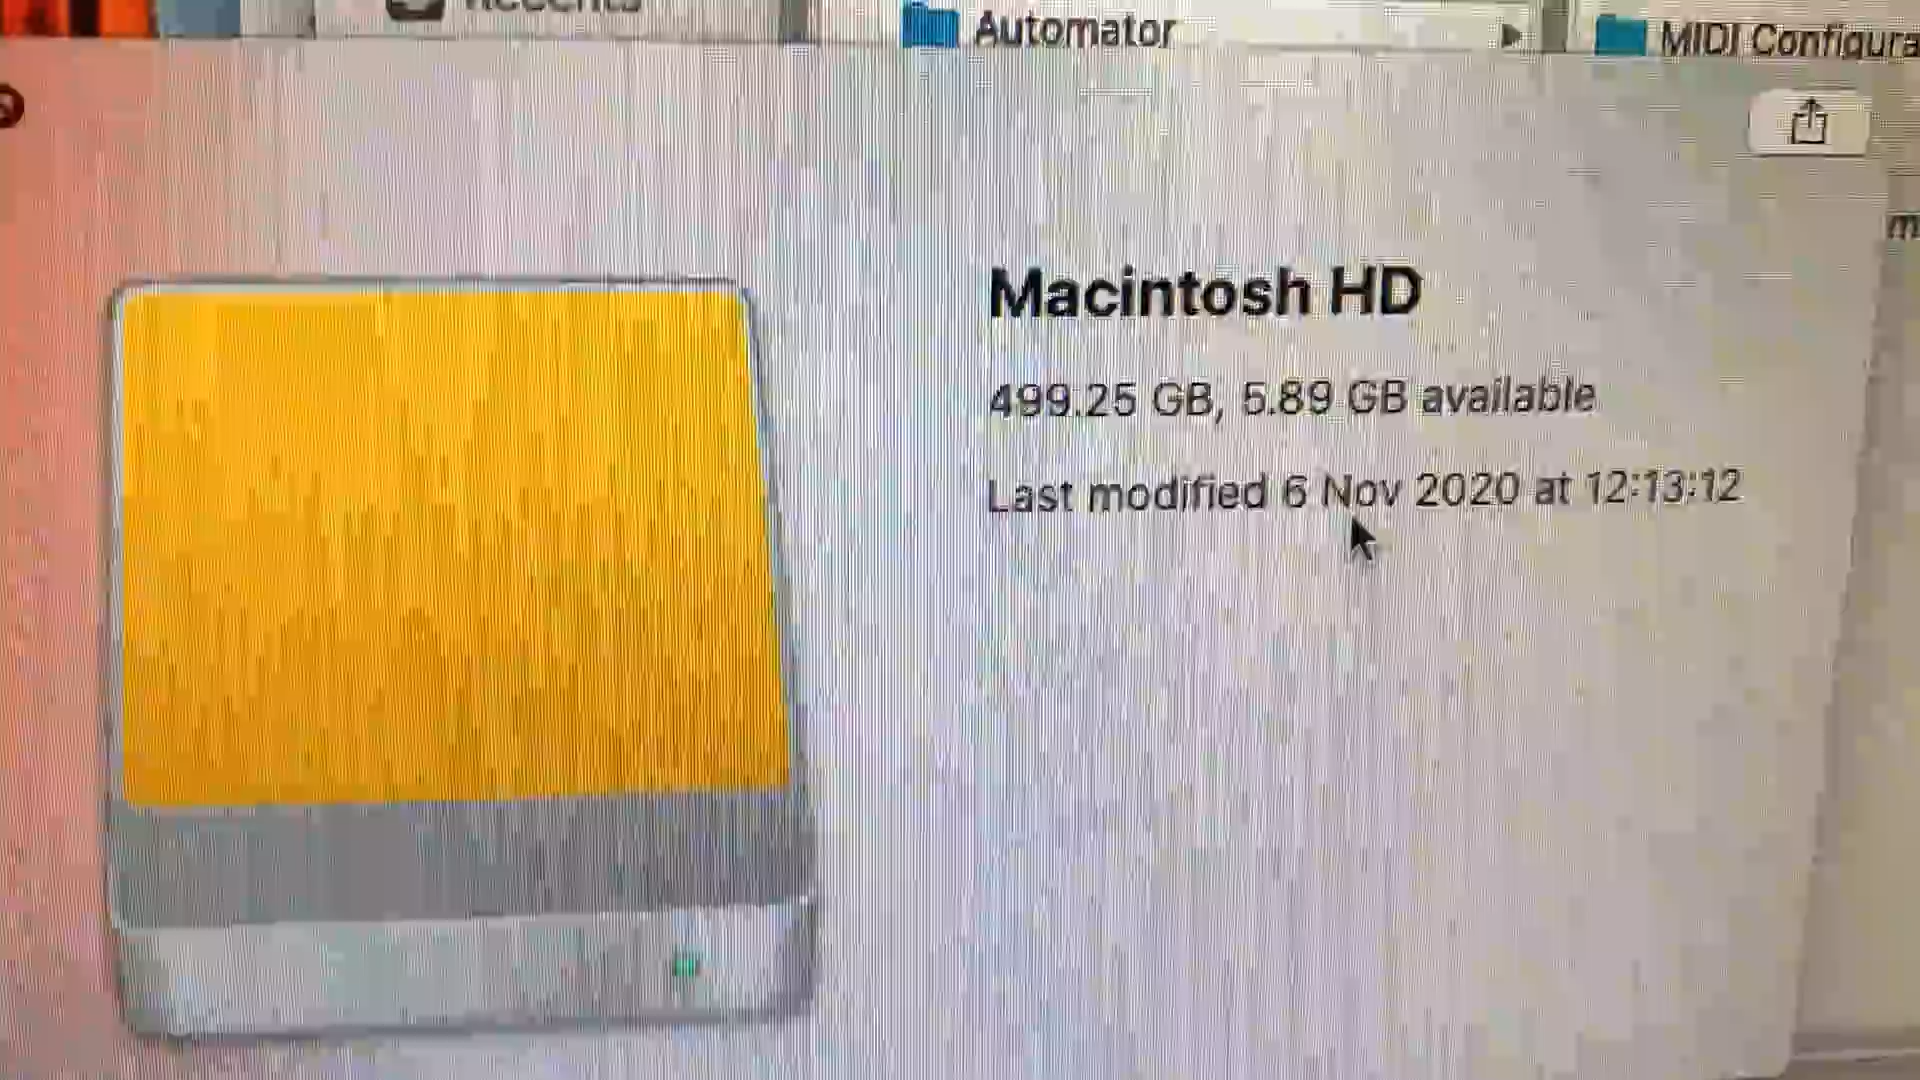 Recents
Automator
MIDI Configura
Macintosh HD
499.25 GB, 5.89 GB available
Last modified 6 Nov 2020 at 12:13:12
m